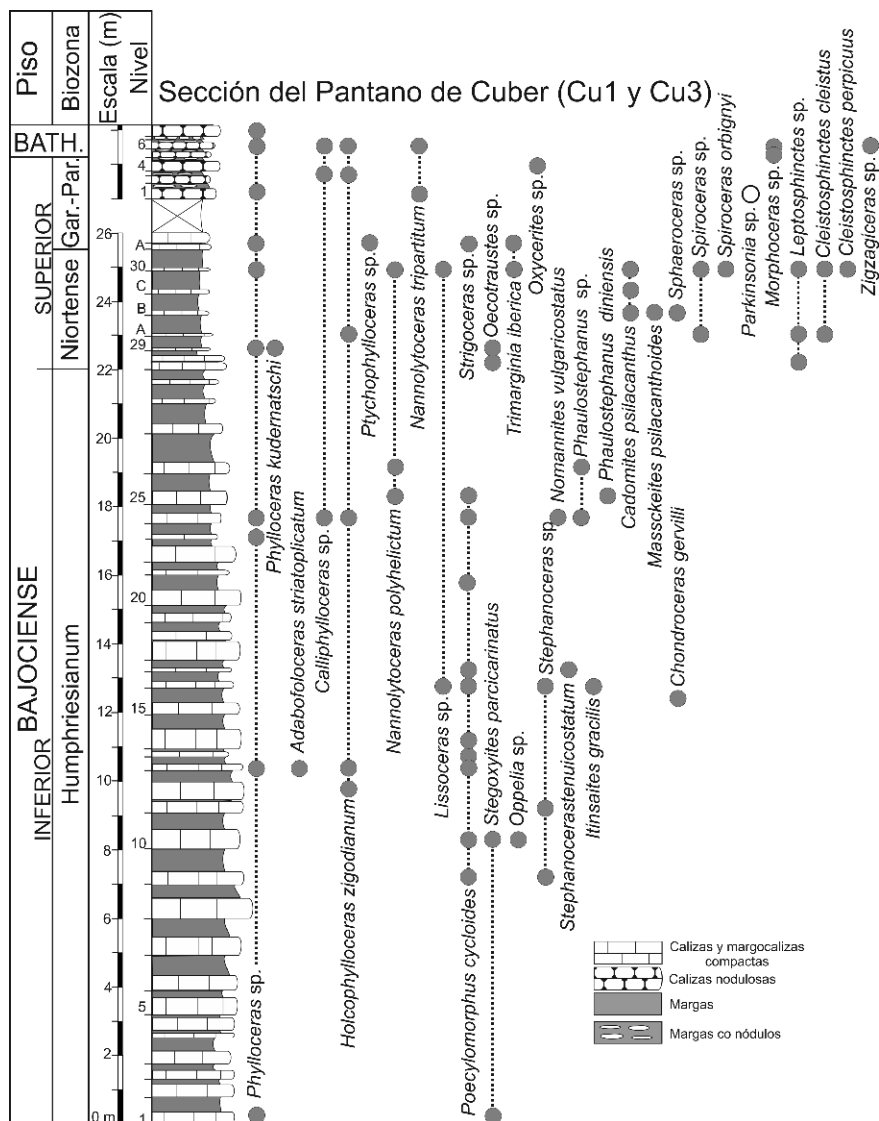 Piso
Biozona
Escala (m)
Nivel
Sección del Pantano de Cuber (Cu1 y Cu3)
BATH.
BAJOCIENSE
SUPERIOR
INFERIOR
Gar.-Par.
Niortense
Humphriesianum
26
24
22
20
18
16
14
12
10
8
6
4
2
0 m
6
4
1
A
30
C
B
A
29
25
20
15
10
5
1
Phylloceras sp.
Phylloceras kudernatschi
Adabofoloceras striatoplicatum
Calliphylloceras sp.
Holcophylloceras zigodianum
Ptychophylloceras sp.
Nannolytoceras polyhelictum
Nannolytoceras tripartitum
Lissoceras sp.
Poecylomorphus cycloides
Strigoceras sp.
Stegoxyites parcicarinatus
Oecotraustes sp.
Oppelia sp.
Trimarginia iberica
Oxycerites sp.
Stephanoceras sp.
Nomannites vulgaricostatus
Stephanocerastenuicostatum
Phaulostephanus sp.
Itinsaites gracilis
Phaulostephanus diniensis
Cadomites psilacanthus
Massckeites psilacanthoides
Sphaeroceras sp.
Chondroceras gervilli
Spiroceras sp.
Spiroceras orbignyi
Parkinsonia sp.
Morphoceras sp.
Leptosphinctes sp.
Cleistosphinctes cleistus
Cleistosphinctes perpicuus
Zigzagiceras sp.
Calizas y margocalizas
compactas
Calizas nodulosas
Margas
Margas co nódulos